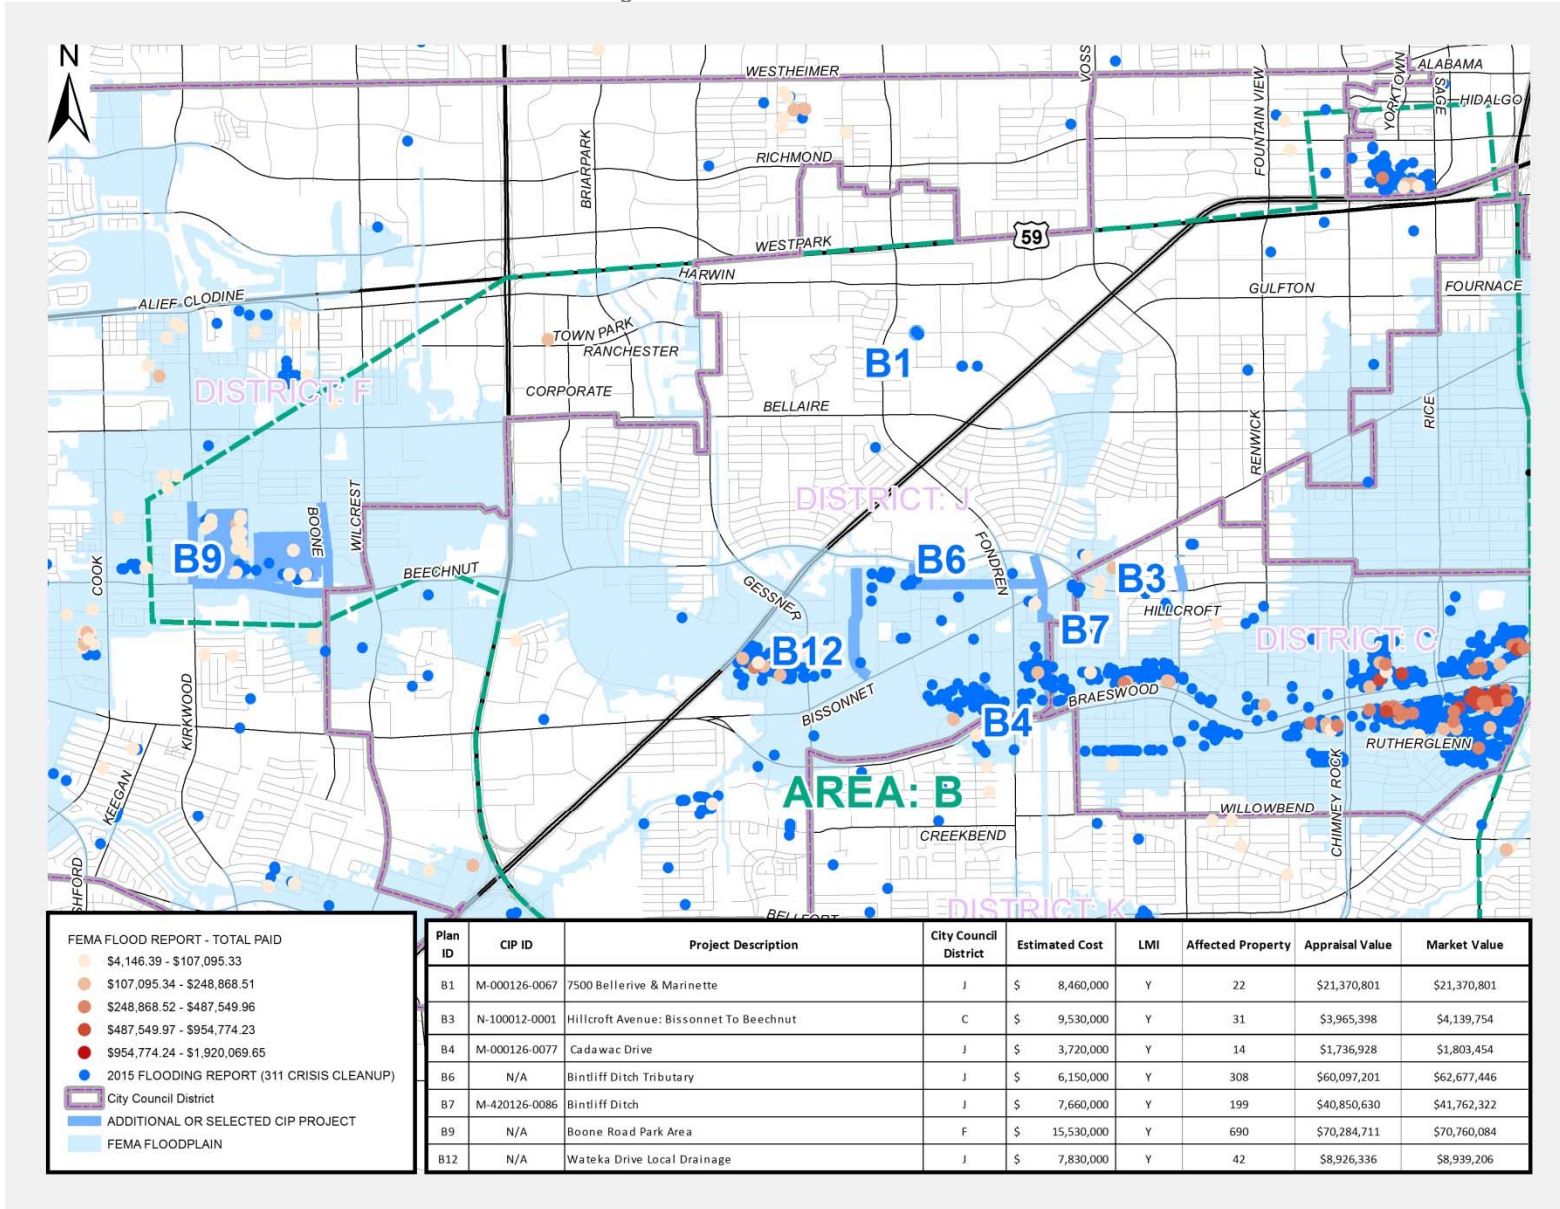 N
WESTHEIMER
VOSS
ALABAMA
YORKTOWN
SAGE
HIDALGO
FOUNTAIN VIEW
BRIARPARK
RICHMOND
WESTPARK
59
HARWIN
ALIEF CLODINE
GULFTON
FOURNACE
TOWN PARK
RANCHESTER
B1
DISTRICT: F
CORPORATE
BELLAIRE
RICE
RENWICK
DISTRICT: J
WILCREST
BOONE
COOK
B9
BEECHNUT
GESSNER
B6
FONDREN
B3
HILLCROFT
B7
DISTRICT: C
B12
BISSONNET
BRAESWOOD
B4
KIRKWOOD
RUTHERGLENN
KEEGAN
AREA: B
CHIMNEY ROCK
WILLOWBEND
CREEKBEND
SHFORD
BELLFORT
DISTRICT: K
FEMA FLOOD REPORT - TOTAL PAID
$4,146.39 - $107,095.33
$107,095.34 - $248,868.51
$248,868.52 - $487,549.96
$487,549.97 - $954,774.23
$954,774.24 - $1,920,069.65
2015 FLOODING REPORT (311 CRISIS CLEANUP)
City Council District
ADDITIONAL OR SELECTED CIP PROJECT
FEMA FLOODPLAIN
Plan ID CIP ID Project Description City Council District Estimated Cost LMI Affected Property Appraisal Value Market Value
B1 M-000126-0067 7500 Bellerive & Marinette J $ 8,460,000 Y 22 $21,370,801 $21,370,801
B3 N-100012-0001 Hillcroft Avenue: Bissonnet To Beechnut C $ 9,530,000 Y 31 $3,965,398 $4,139,754
B4 M-000126-0077 Cadawac Drive J $ 3,720,000 Y 14 $1,736,928 $1,803,454
B6 N/A Bintliff Ditch Tributary J $ 6,150,000 Y 308 $60,097,201 $62,677,446
B7 M-420126-0086 Bintliff Ditch J $ 7,660,000 Y 199 $40,850,630 $41,762,322
B9 N/A Boone Road Park Area F $ 15,530,000 Y 690 $70,284,711 $70,760,084
B12 N/A Wateka Drive Local Drainage J $ 7,830,000 Y 42 $8,926,336 $8,939,206